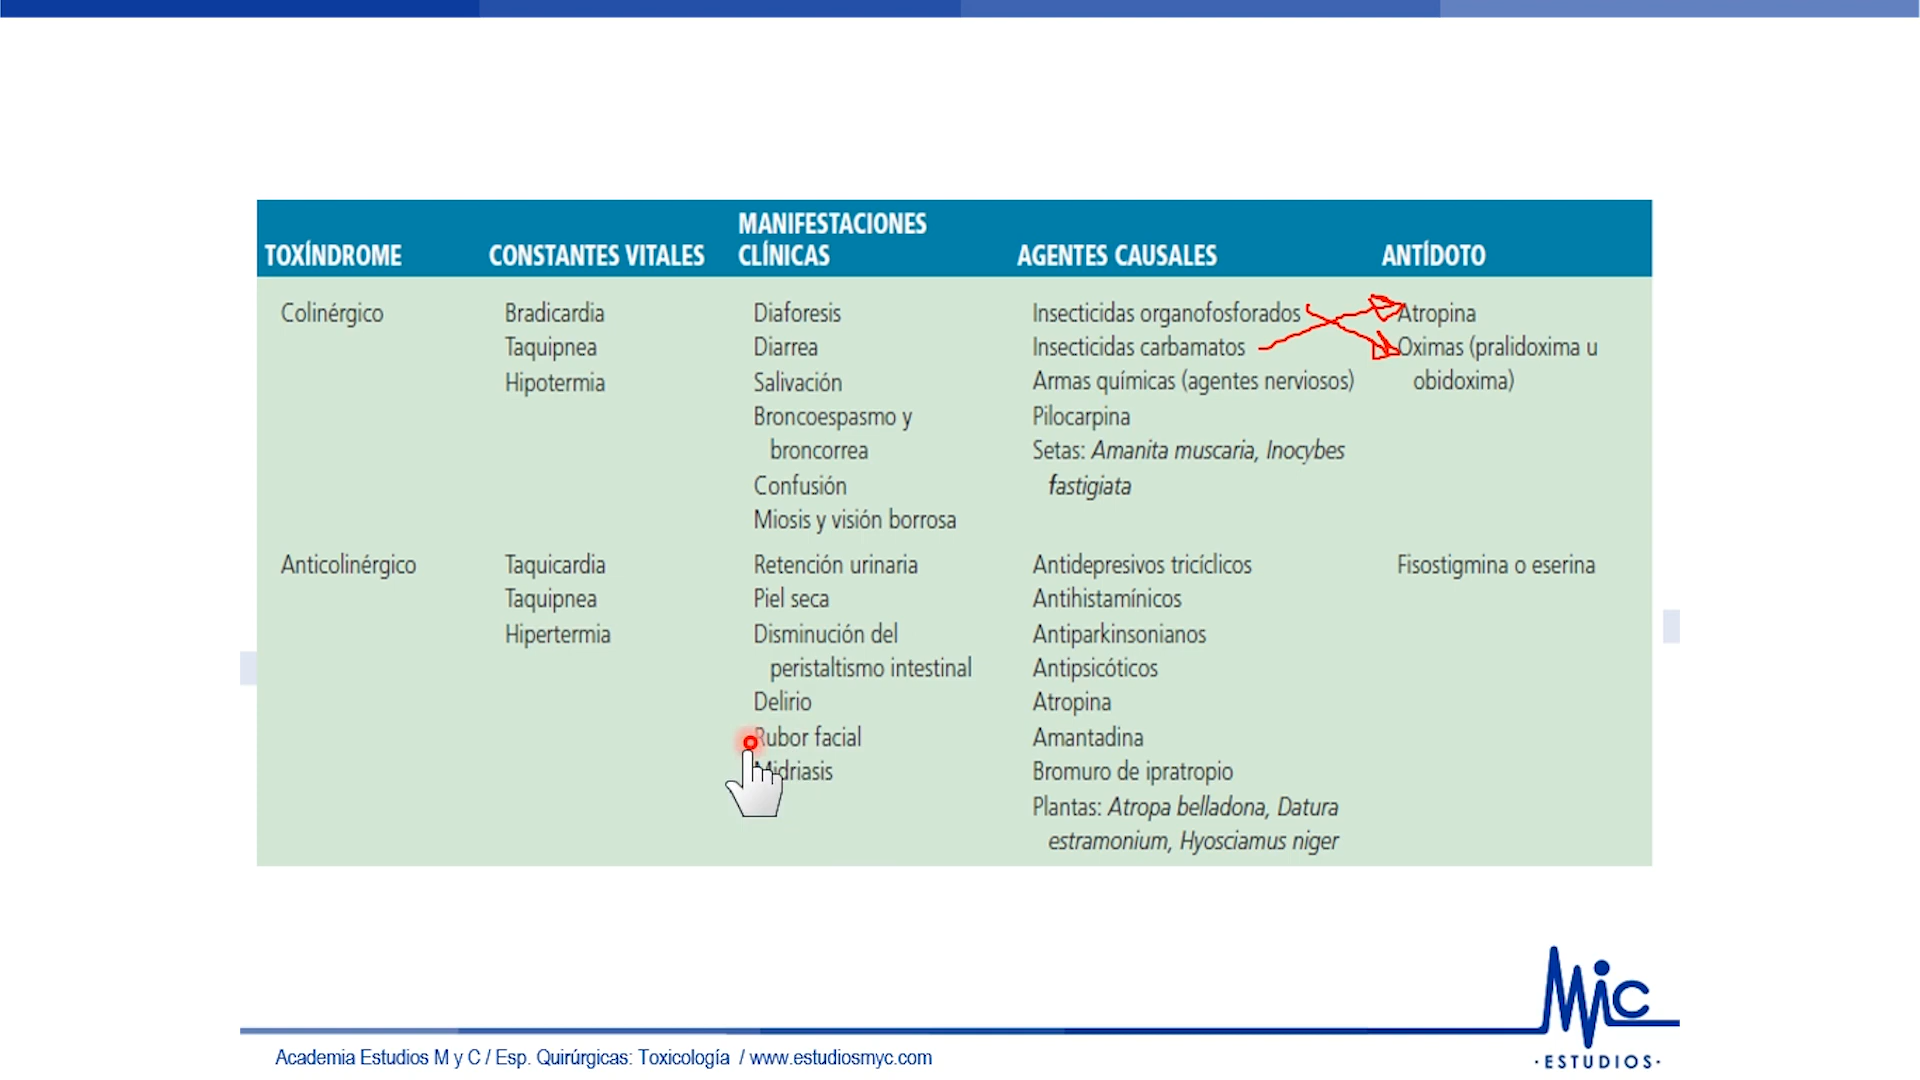 TOXÍNDROME
CONSTANTES VITALES
MANIFESTACIONES
CLÍNICAS
AGENTES CAUSALES
ANTÍDOTO
Colinérgico
Bradicardia
Taquipnea
Hipotermia
Diaforesis
Diarrea
Salivación
Broncoespasmo y
broncorrea
Confusión
Miosis y visión borrosa
Insecticidas organofosforados
Insecticidas carbamatos
Armas químicas (agentes nerviosos)
Pilocarpina
Setas: Amanita muscaria, Inocybes
fastigiata
Atropina
Oximas (pralidoxima u
obidoxima)
Anticolinérgico
Taquicardia
Taquipnea
Hipertermia
Retención urinaria
Piel seca
Disminución del
peristaltismo intestinal
Delirio
Rubor facial
Midriasis
Antidepresivos tricíclicos
Antihistamínicos
Antiparkinsonianos
Antipsicóticos
Atropina
Amantadina
Bromuro de ipratropio
Plantas: Atropa belladona, Datura
estramonium, Hyosciamus niger
Fisostigmina o eserina
Academia Estudios M y C / Esp. Quirúrgicas: Toxicología / www.estudiosmyc.com
MiC
·ESTUDIOS·